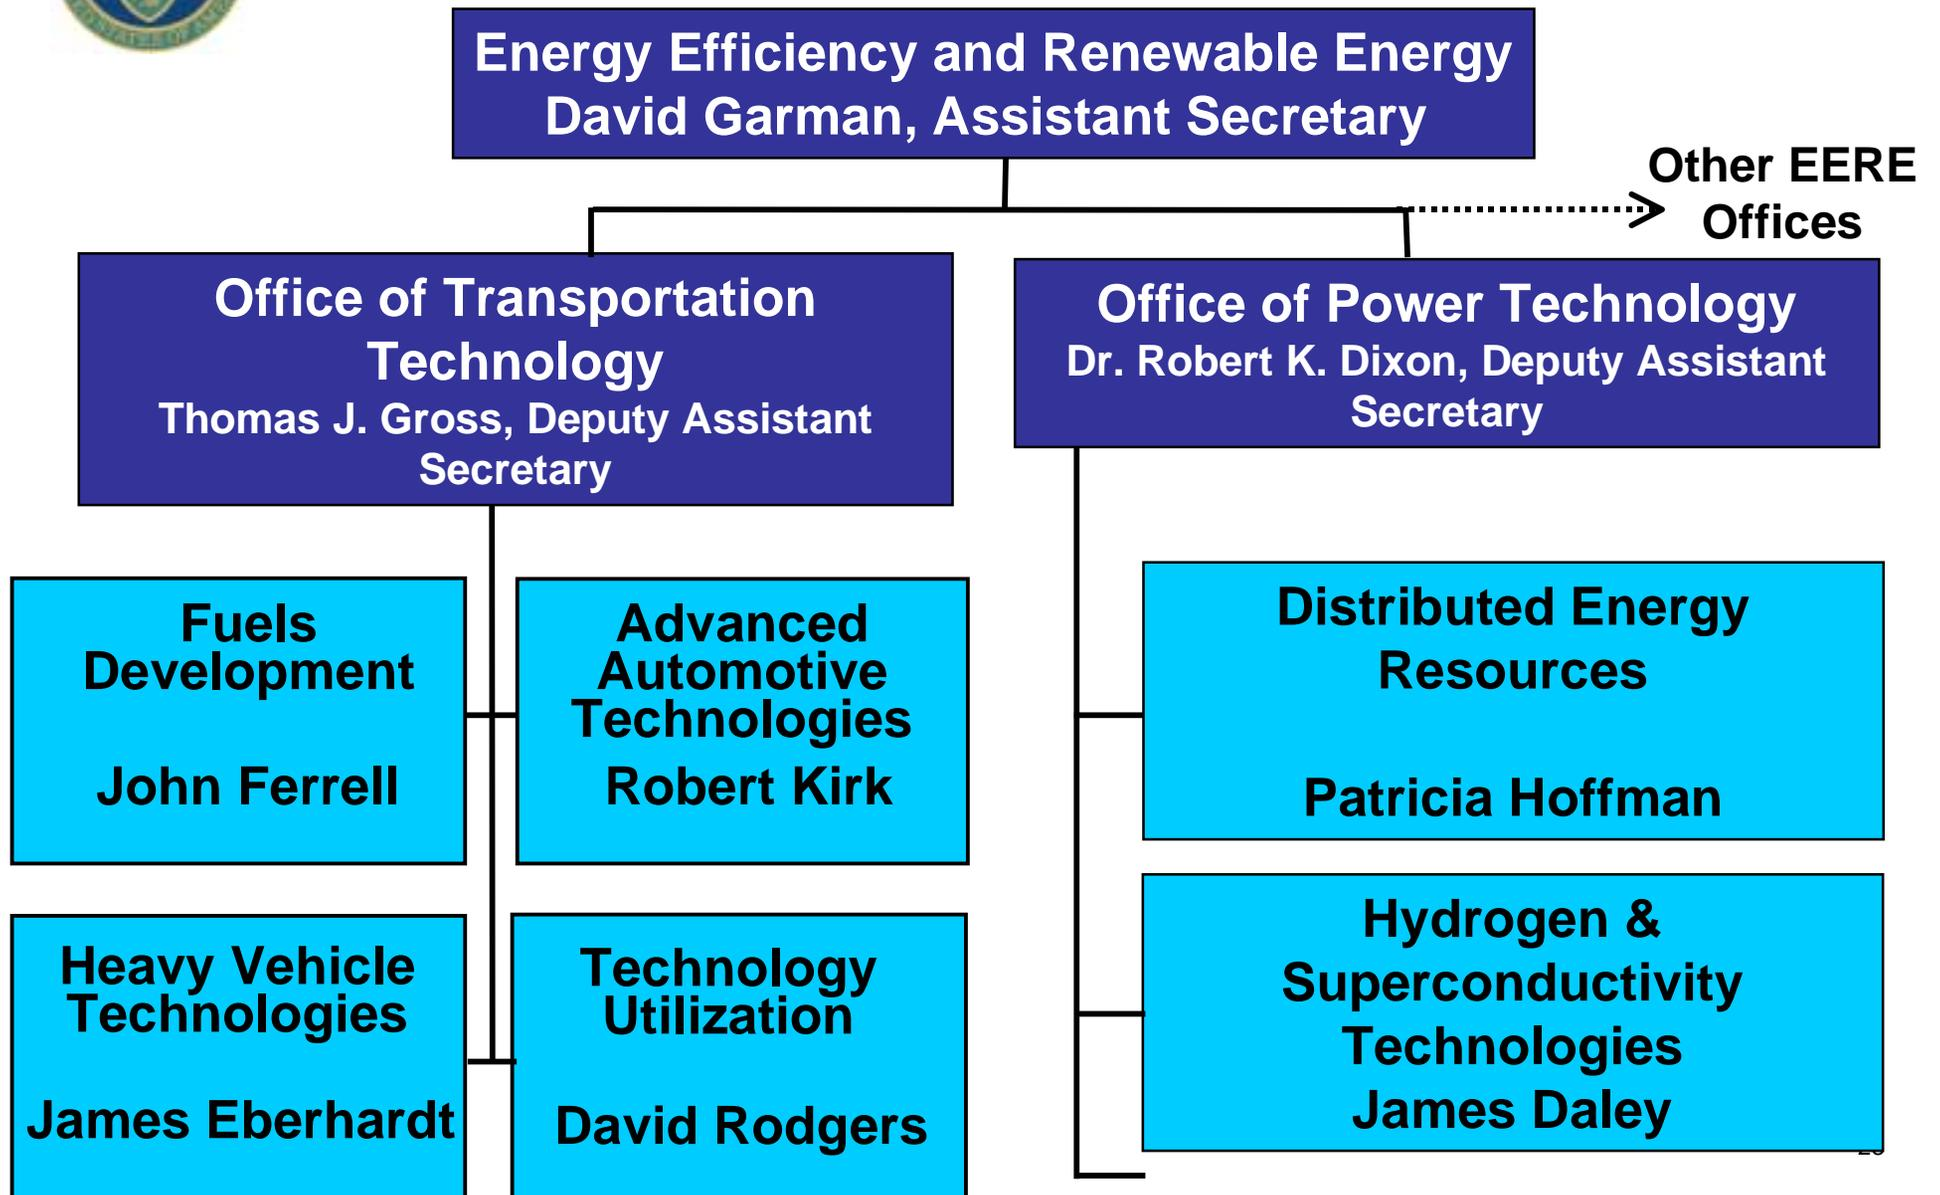 Energy Efficiency and Renewable Energy
David Garman, Assistant Secretary
Other EERE
Offices
Office of Transportation
Technology
Thomas J. Gross, Deputy Assistant
Secretary
Office of Power Technology
Dr. Robert K. Dixon, Deputy Assistant
Secretary
Fuels
Development
John Ferrell
Advanced
Automotive
Technologies
Robert Kirk
Distributed Energy
Resources
Patricia Hoffman
Heavy Vehicle
Technologies
James Eberhardt
Technology
Utilization
David Rodgers
Hydrogen &
Superconductivity
Technologies
James Daley